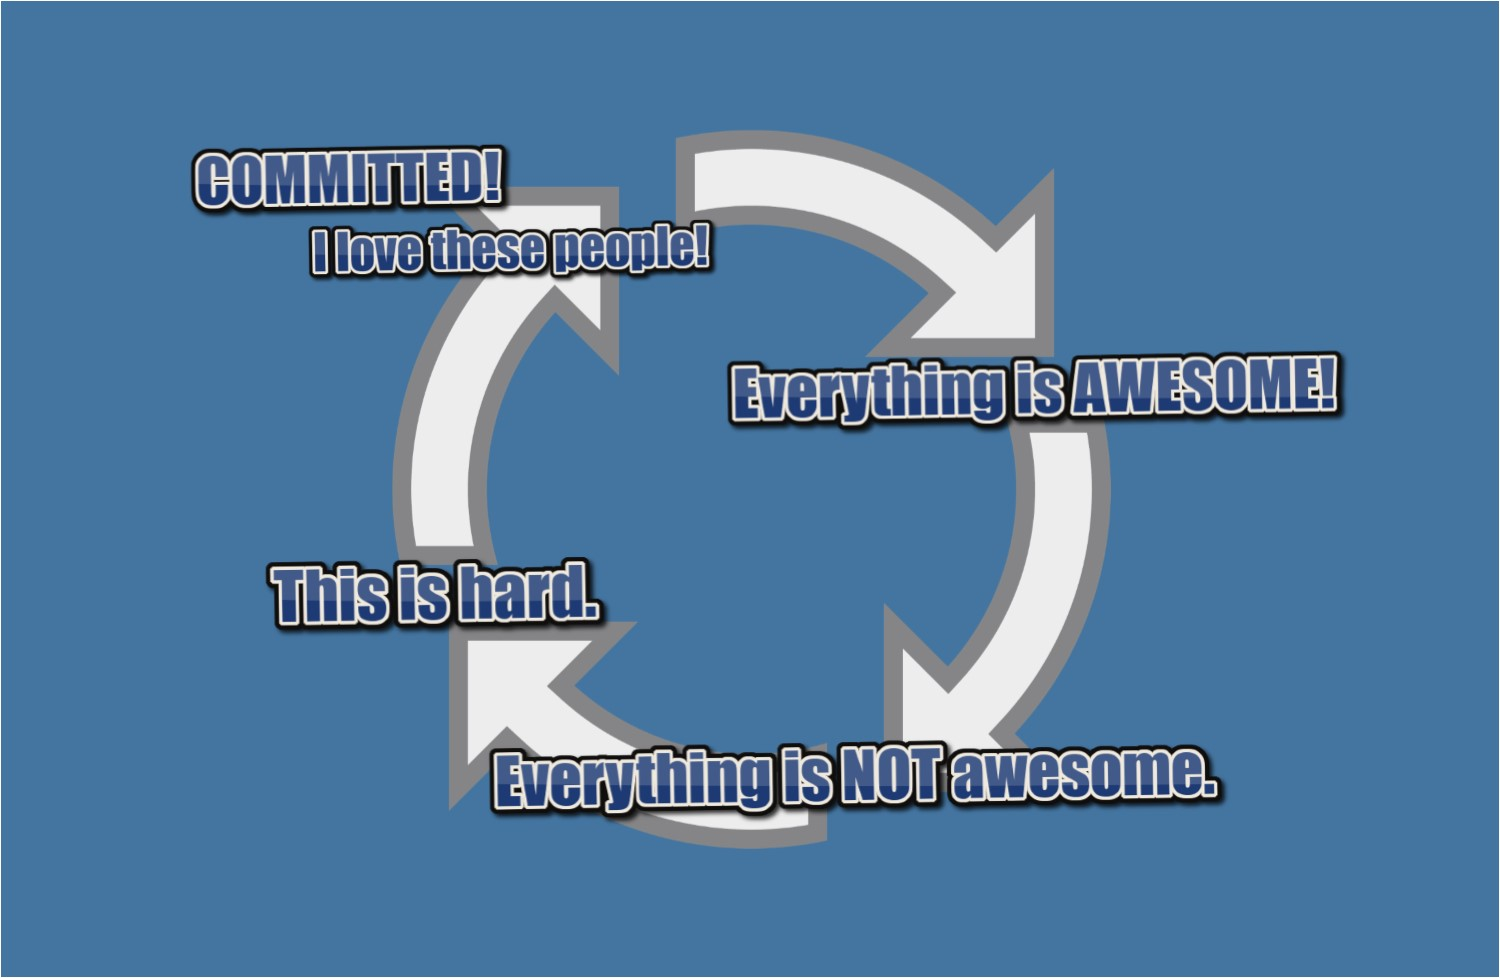 COMMITTED!
I love these people!
Everything is AWESOME!
This is hard.
Everything is NOT awesome.